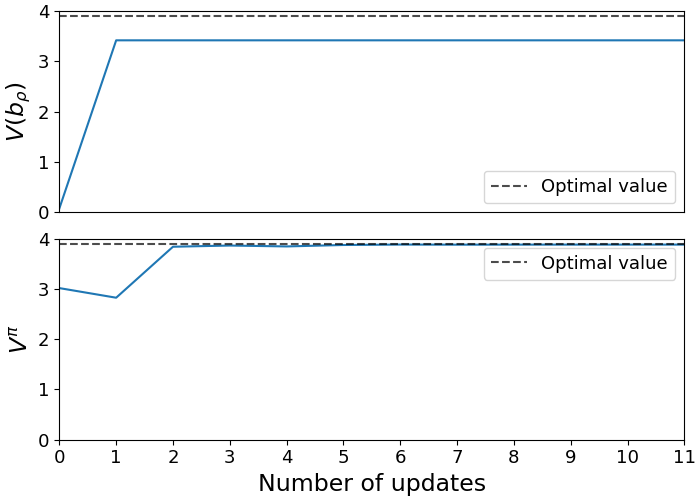 4
3
2
1
0
V(b_ρ)
Optimal value
4
3
2
1
0
V^π
Optimal value
0 1 2 3 4 5 6 7 8 9 10 11
Number of updates